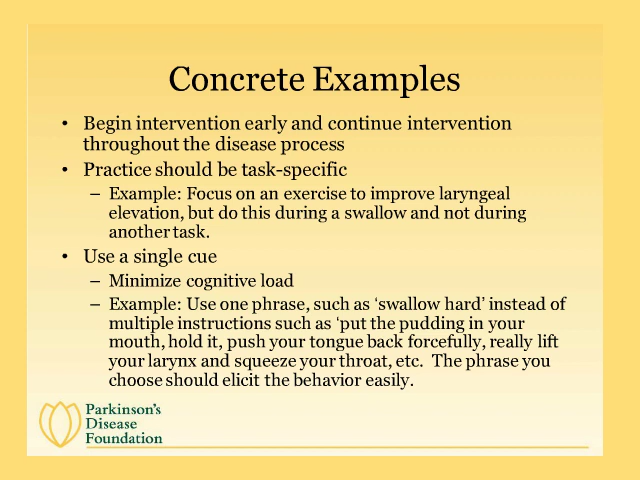 Concrete Examples
• Begin intervention early and continue intervention
throughout the disease process
• Practice should be task-specific
– Example: Focus on an exercise to improve laryngeal
elevation, but do this during a swallow and not during
another task.
• Use a single cue
– Minimize cognitive load
– Example: Use one phrase, such as ‘swallow hard’ instead of
multiple instructions such as ‘put the pudding in your
mouth, hold it, push your tongue back forcefully, really lift
your larynx and squeeze your throat, etc.  The phrase you
choose should elicit the behavior easily.
Parkinson's
Disease
Foundation